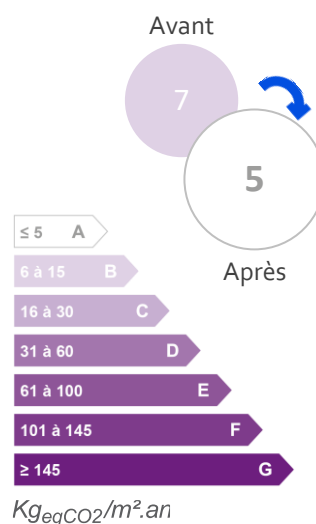 Avant
7
5
Après
≤ 5 A
6 à 15 B
16 à 30 C
31 à 60 D
61 à 100 E
101 à 145 F
≥ 145 G
KgeqCO2/m².an